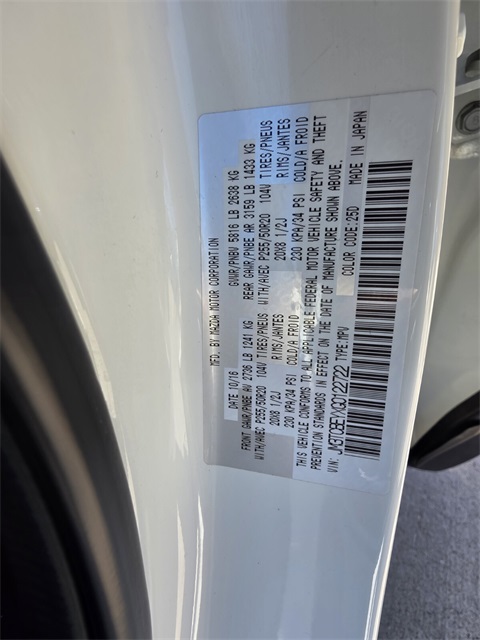 MFD. BY MAZDA MOTOR CORPORATION
DATE: 10/16 GVWR/PNBV 5816 LB 2638 KG
FRONT GAWR/PNBE AV 2736 LB 1241 KG REAR GAWR/PNBE AR 3159 LB 1433 KG
WITH/AVEC P255/50R20 104V TIRES/PNEUS WITH/AVEC P255/50R20 104V TIRES/PNEUS
20X8 1/2J RIMS/JANTES 20X8 1/2J RIMS/JANTES
230 KPA/34 PSI COLD/A FROID 230 KPA/34 PSI COLD/A FROID
THIS VEHICLE CONFORMS TO ALL APPLICABLE FEDERAL MOTOR VEHICLE SAFETY AND THEFT
PREVENTION STANDARDS IN EFFECT ON THE DATE OF MANUFACTURE SHOWN ABOVE.
VIN: JM3TCBEYXG0122722 COLOR CODE:25D MADE IN JAPAN
TYPE:MPV